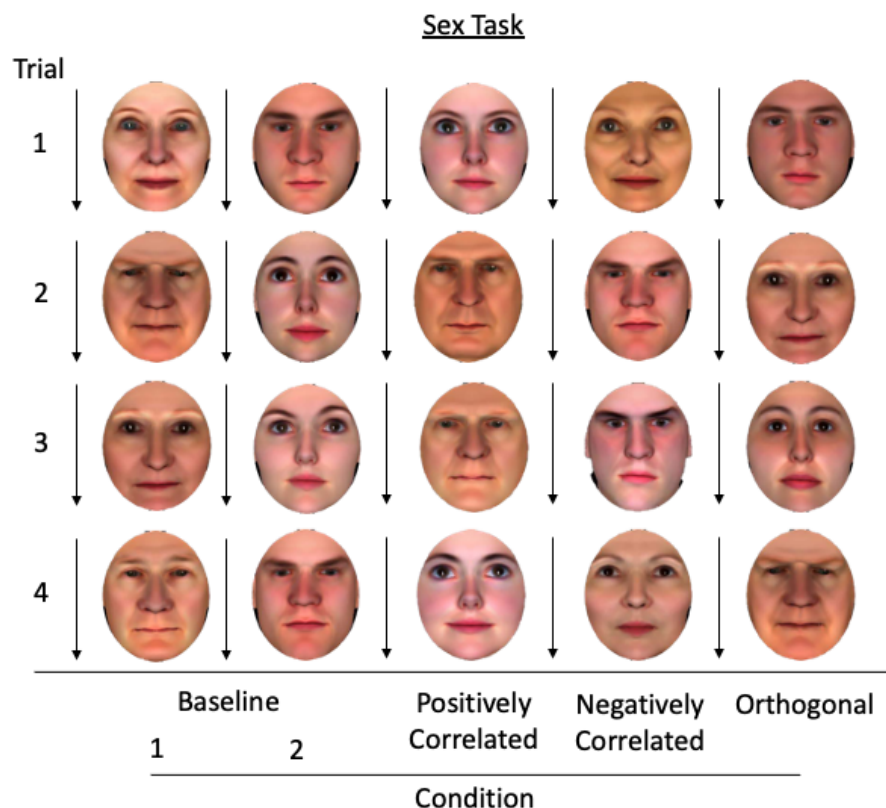 Sex Task
Trial
1
2
3
4
Baseline
Positively
Correlated
Negatively
Correlated
Orthogonal
1
2
Condition